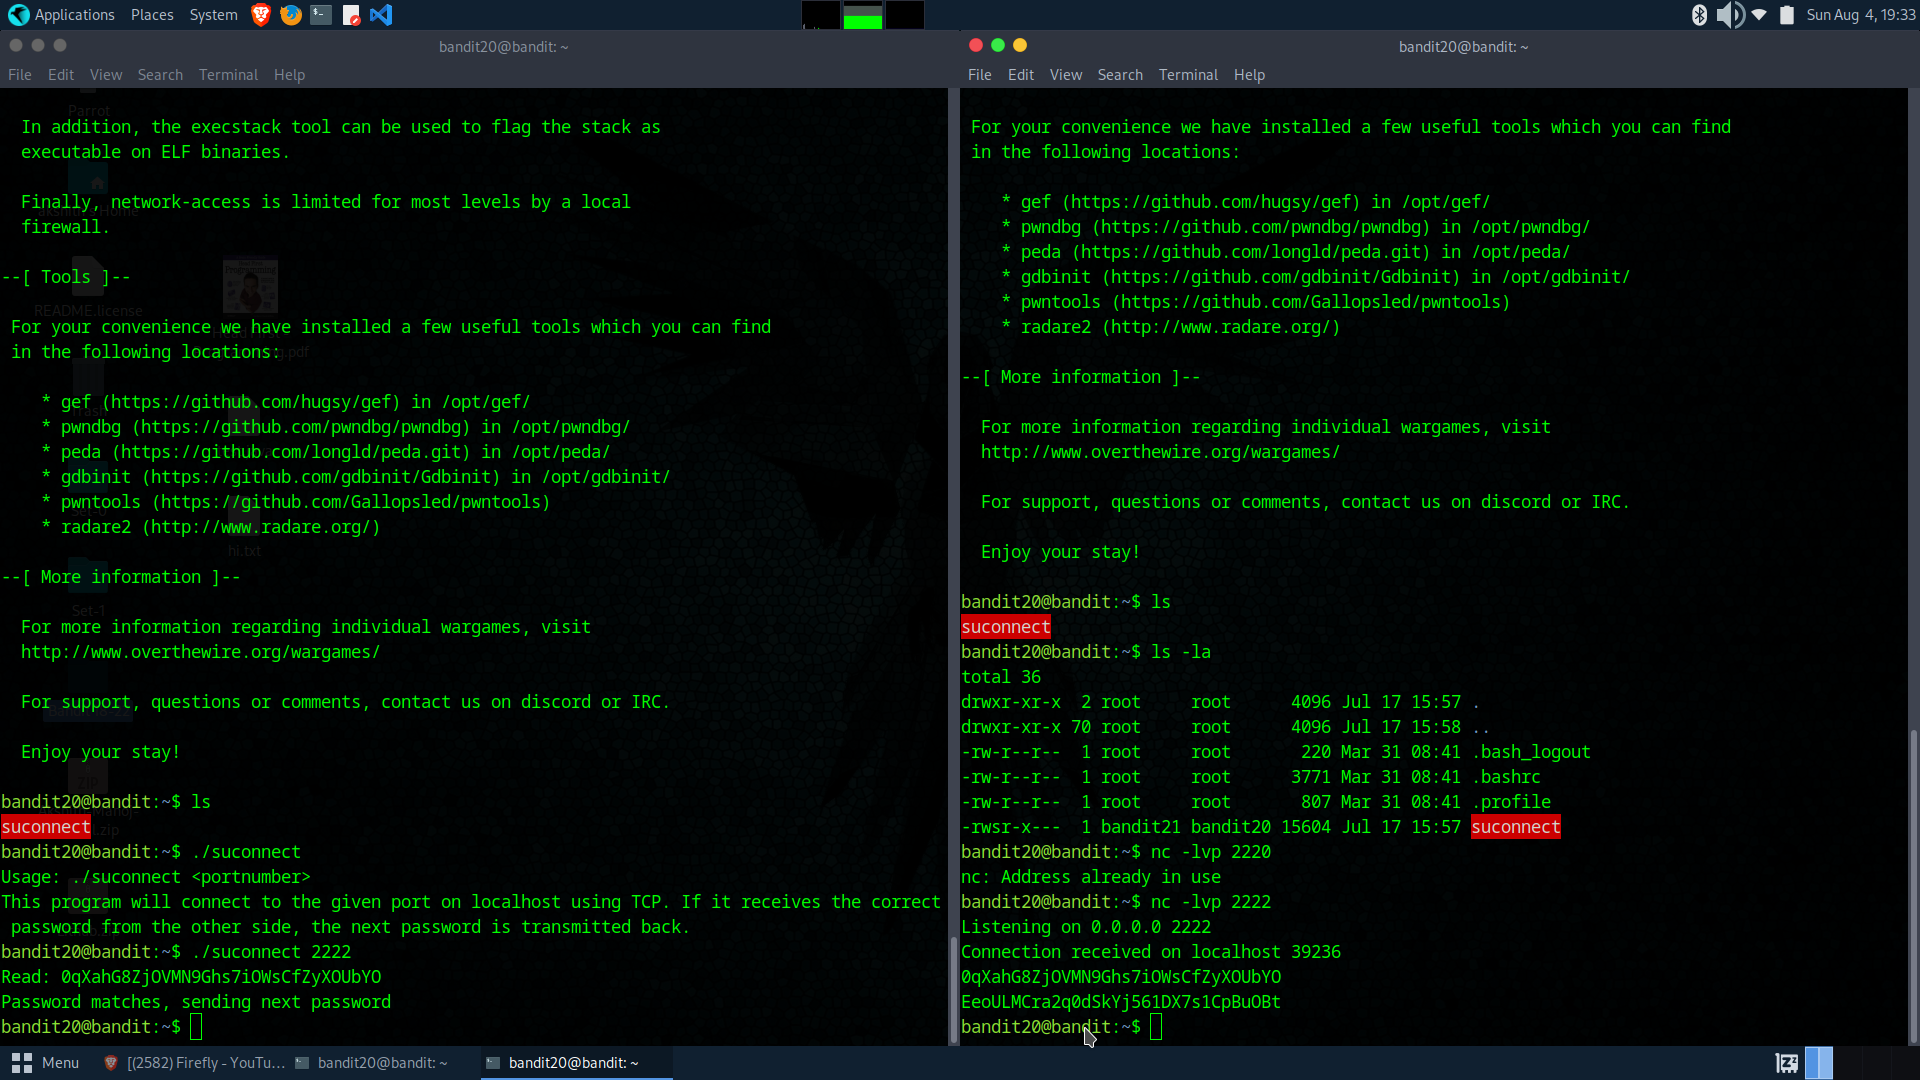 Applications Places System
Sun Aug 4, 19:33
bandit20@bandit: ~
File Edit View Search Terminal Help
Parrot
In addition, the execstack tool can be used to flag the stack as
executable on ELF binaries.
Finally, network-access is limited for most levels by a local
firewall.
--[ Tools ]--
README.license
For your convenience we have installed a few useful tools which you can find
in the following locations:
* gef (https://github.com/hugsy/gef) in /opt/gef/
* pwndbg (https://github.com/pwndbg/pwndbg) in /opt/pwndbg/
* peda (https://github.com/longld/peda.git) in /opt/peda/
* gdbinit (https://github.com/gdbinit/Gdbinit) in /opt/gdbinit/
* pwntools (https://github.com/Gallopsled/pwntools)
* radare2 (http://www.radare.org/)
hi.txt
--[ More information ]--
Set-1
For more information regarding individual wargames, visit
http://www.overthewire.org/wargames/
For support, questions or comments, contact us on discord or IRC.
Enjoy your stay!
bandit20@bandit:~$ ls
suconnect
bandit20@bandit:~$ ./suconnect
Usage: ./suconnect <portnumber>
This program will connect to the given port on localhost using TCP. If it receives the correct
password from the other side, the next password is transmitted back.
bandit20@bandit:~$ ./suconnect 2222
Read: 0qXahG8ZjOVMN9Ghs7iOWsCfZyXOUbYO
Password matches, sending next password
bandit20@bandit:~$
bandit20@bandit: ~
File Edit View Search Terminal Help
For your convenience we have installed a few useful tools which you can find
in the following locations:
* gef (https://github.com/hugsy/gef) in /opt/gef/
* pwndbg (https://github.com/pwndbg/pwndbg) in /opt/pwndbg/
* peda (https://github.com/longld/peda.git) in /opt/peda/
* gdbinit (https://github.com/gdbinit/Gdbinit) in /opt/gdbinit/
* pwntools (https://github.com/Gallopsled/pwntools)
* radare2 (http://www.radare.org/)
--[ More information ]--
For more information regarding individual wargames, visit
http://www.overthewire.org/wargames/
For support, questions or comments, contact us on discord or IRC.
Enjoy your stay!
bandit20@bandit:~$ ls
suconnect
bandit20@bandit:~$ ls -la
total 36
drwxr-xr-x 2 root root 4096 Jul 17 15:57 .
drwxr-xr-x 70 root root 4096 Jul 17 15:58 ..
-rw-r--r-- 1 root root 220 Mar 31 08:41 .bash_logout
-rw-r--r-- 1 root root 3771 Mar 31 08:41 .bashrc
-rw-r--r-- 1 root root 807 Mar 31 08:41 .profile
-rwsr-x--- 1 bandit21 bandit20 15604 Jul 17 15:57 suconnect
bandit20@bandit:~$ nc -lvp 2220
nc: Address already in use
bandit20@bandit:~$ nc -lvp 2222
Listening on 0.0.0.0 2222
Connection received on localhost 39236
0qXahG8ZjOVMN9Ghs7iOWsCfZyXOUbYO
EeoULMCra2q0dSkYj561DX7s1CpBuOBt
bandit20@bandit:~$
Menu
[(2582) Firefly - YouTu...
bandit20@bandit: ~
bandit20@bandit: ~